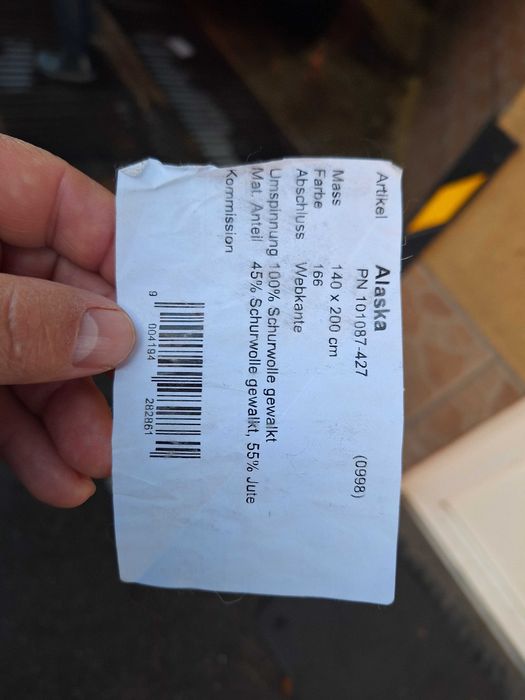 Artikel Alaska
PN 101087-427 (0998)
Mass 140 x 200 cm
Farbe 166
Abschluss Webkante
Umspinnung 100% Schurwolle gewalkt
Mat. Anteil 45% Schurwolle gewalkt, 55% Jute
Kommission
9 004194 282861